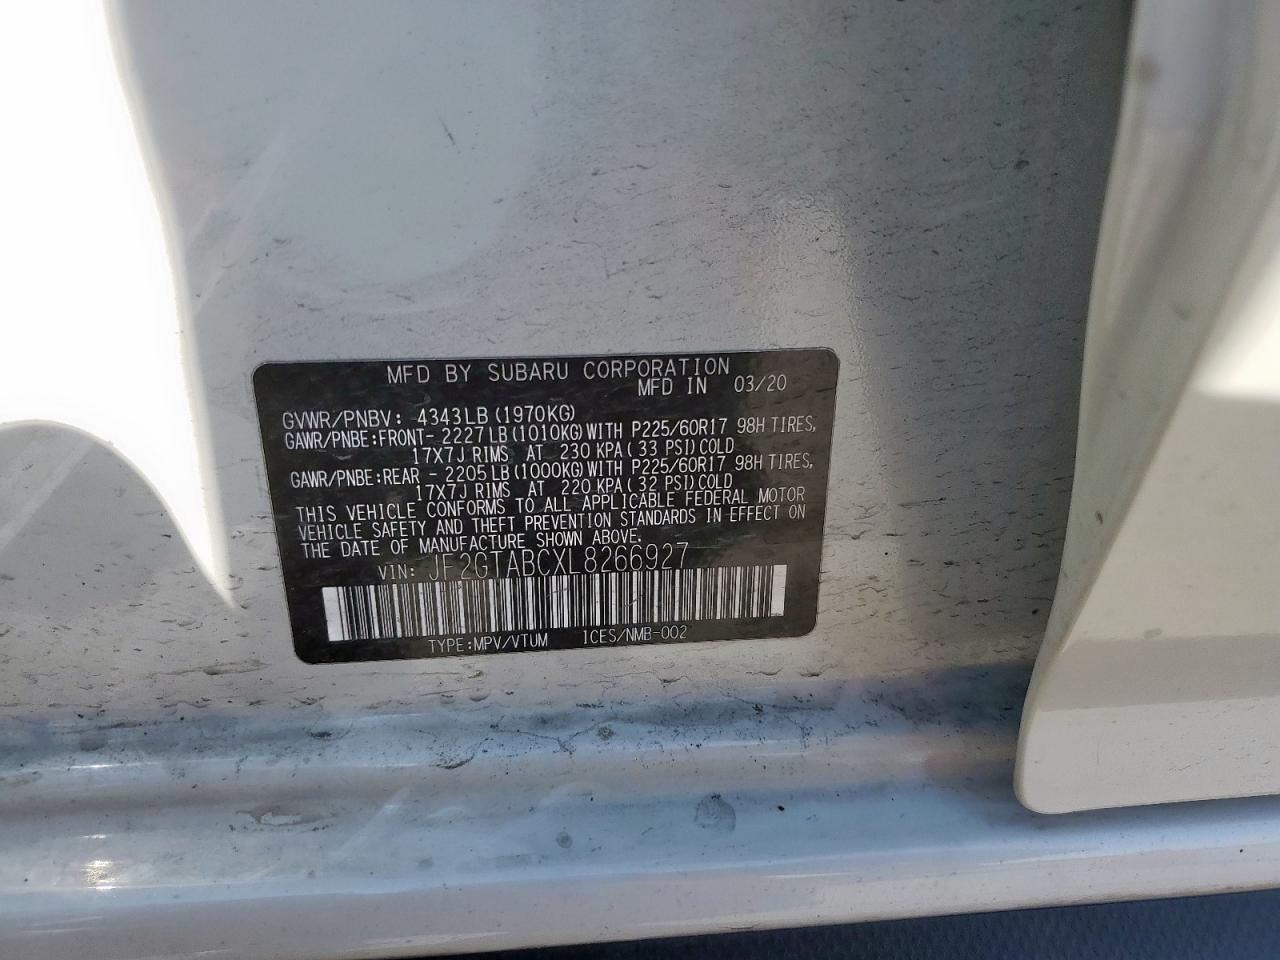 MFD BY SUBARU CORPORATION
MFD IN 03/20
GVWR/PNBV: 4343LB (1970KG)
GAWR/PNBE:FRONT- 2227LB (1010KG) WITH P225/60R17 98H TIRES,
17X7J RIMS AT 230 KPA ( 33 PSI) COLD
GAWR/PNBE:REAR - 2205LB (1000KG) WITH P225/60R17 98H TIRES,
17X7J RIMS AT 220 KPA ( 32 PSI) COLD
THIS VEHICLE CONFORMS TO ALL APPLICABLE FEDERAL MOTOR
VEHICLE SAFETY AND THEFT PREVENTION STANDARDS IN EFFECT ON
THE DATE OF MANUFACTURE SHOWN ABOVE.
VIN: JF2GTABCXL8266927
TYPE:MPV/VTUM ICES/NMB-002